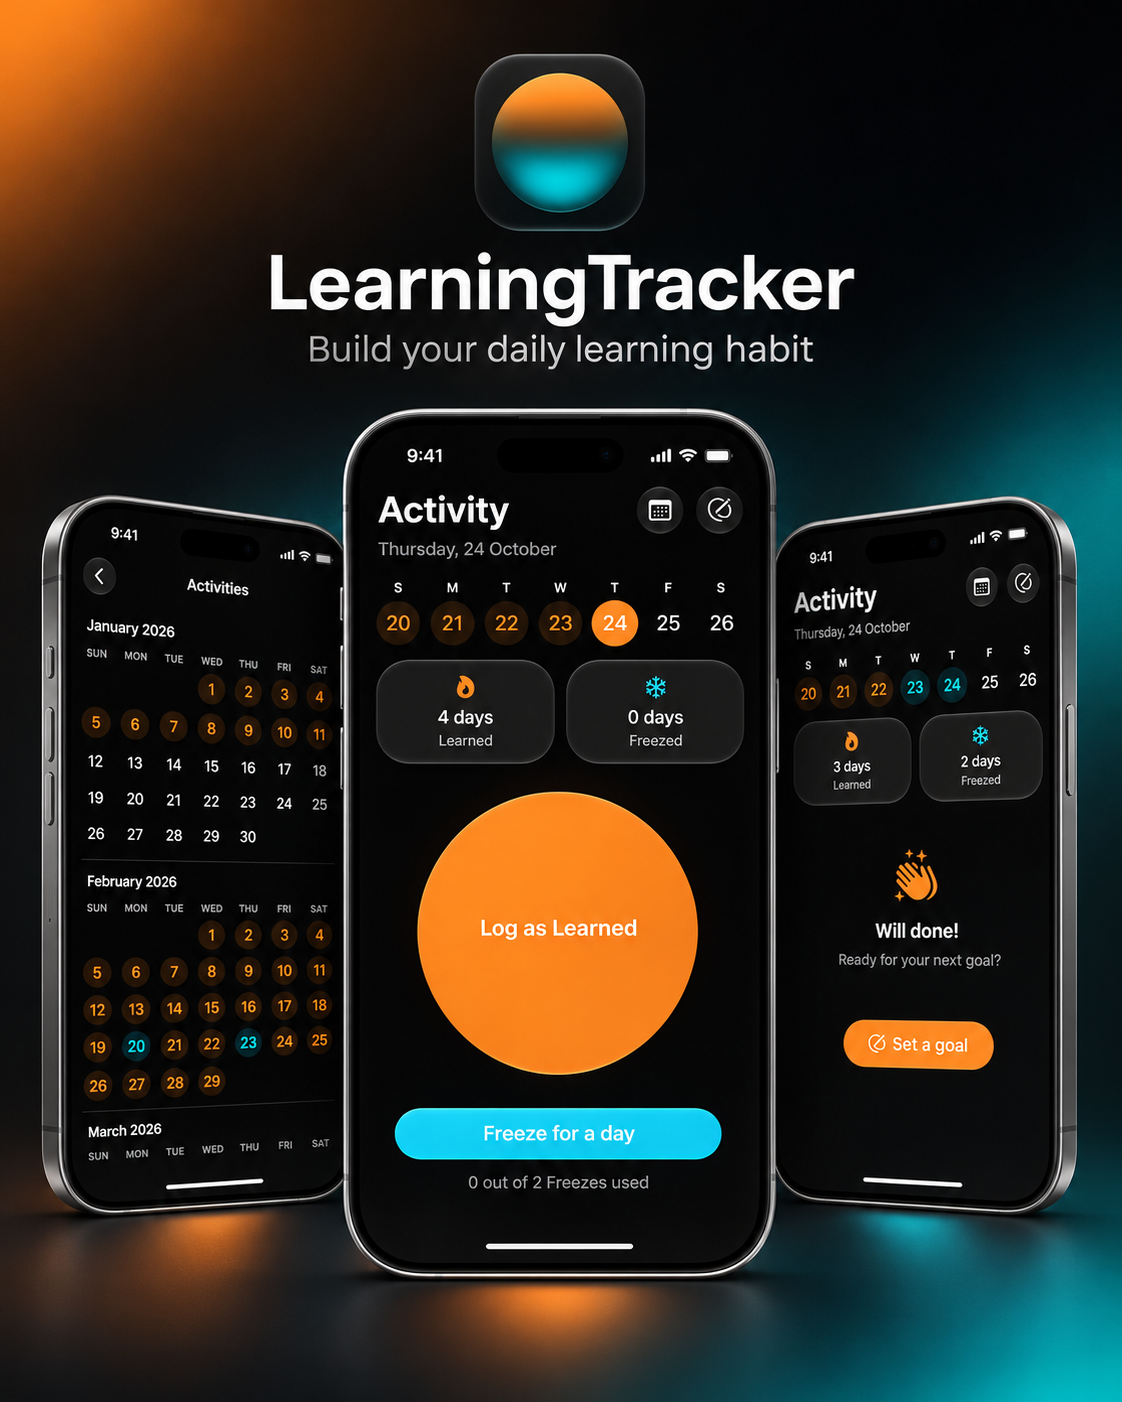 LearningTracker
Build your daily learning habit
9:41
Activities
January 2026
SUN MON TUE WED THU FRI SAT
1 2 3 4
5 6 7 8 9 10 11
12 13 14 15 16 17 18
19 20 21 22 23 24 25
26 27 28 29 30
February 2026
SUN MON TUE WED THU FRI SAT
1 2 3 4
5 6 7 8 9 10 11
12 13 14 15 16 17 18
19 20 21 22 23 24 25
26 27 28 29
March 2026
SUN MON TUE WED THU FRI SAT
9:41
Activity
Thursday, 24 October
S M T W T F S
20 21 22 23 24 25 26
4 days
Learned
0 days
Freezed
Log as Learned
Freeze for a day
0 out of 2 Freezes used
9:41
Activity
Thursday, 24 October
S M T W T F S
20 21 22 23 24 25 26
3 days
Learned
2 days
Freezed
Will done!
Ready for your next goal?
Set a goal